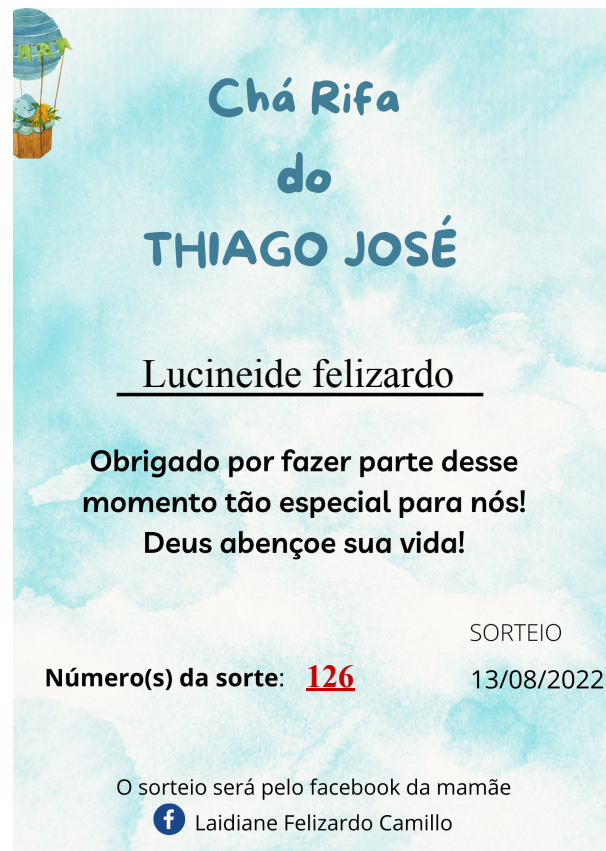 Chá Rifa
do
THIAGO JOSÉ
Lucineide felizardo
Obrigado por fazer parte desse
momento tão especial para nós!
Deus abençoe sua vida!
SORTEIO
Número(s) da sorte: 126 13/08/2022
O sorteio será pelo facebook da mamãe
Laidiane Felizardo Camillo